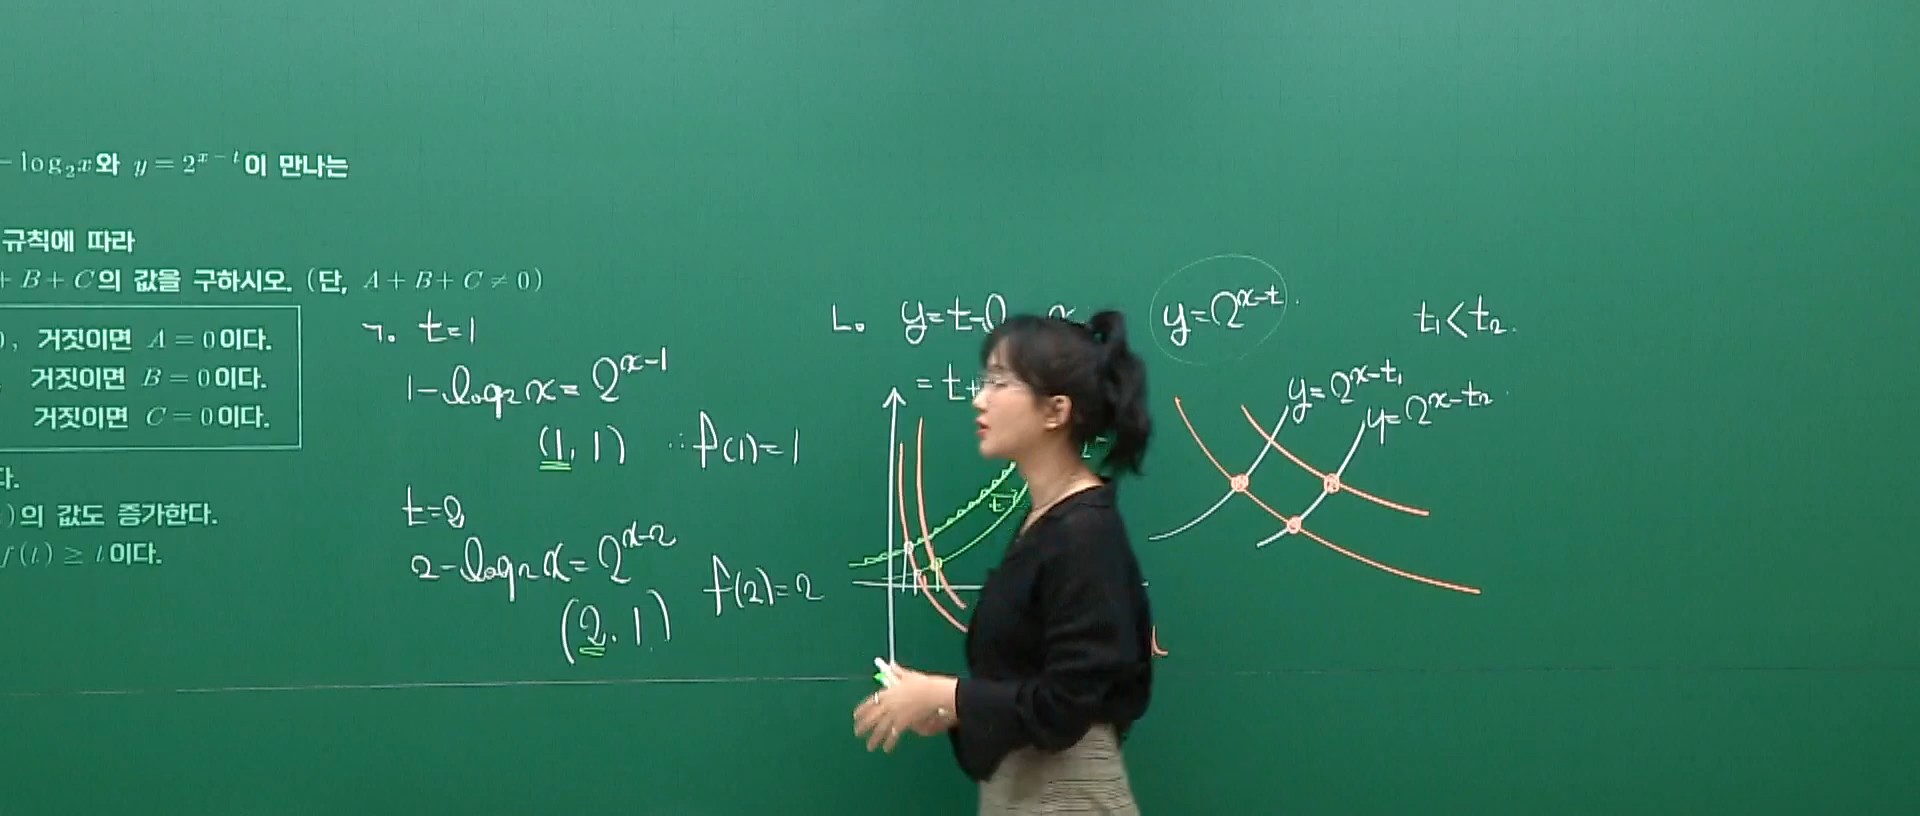 - log₂x와 y = 2^{x-t}이 만나는
규칙에 따라
+ B + C의 값을 구하시오. (단, A + B + C ≠ 0)
거짓이면 A = 0이다.
거짓이면 B = 0이다.
거짓이면 C = 0이다.
다.
)의 값도 증가한다.
f(t) ≥ t이다.
ㄱ. t=1
1-log₂x=2^{x-1}
(1, 1) ∴ f(1)=1
t=2
2-log₂x=2^{x-2}
(2, 1) f(2)=2
ㄴ. y=t-l x
= t+
t
y=2^{x-t}.
t₁<t₂.
y=2^{x-t₁}
y=2^{x-t₂}